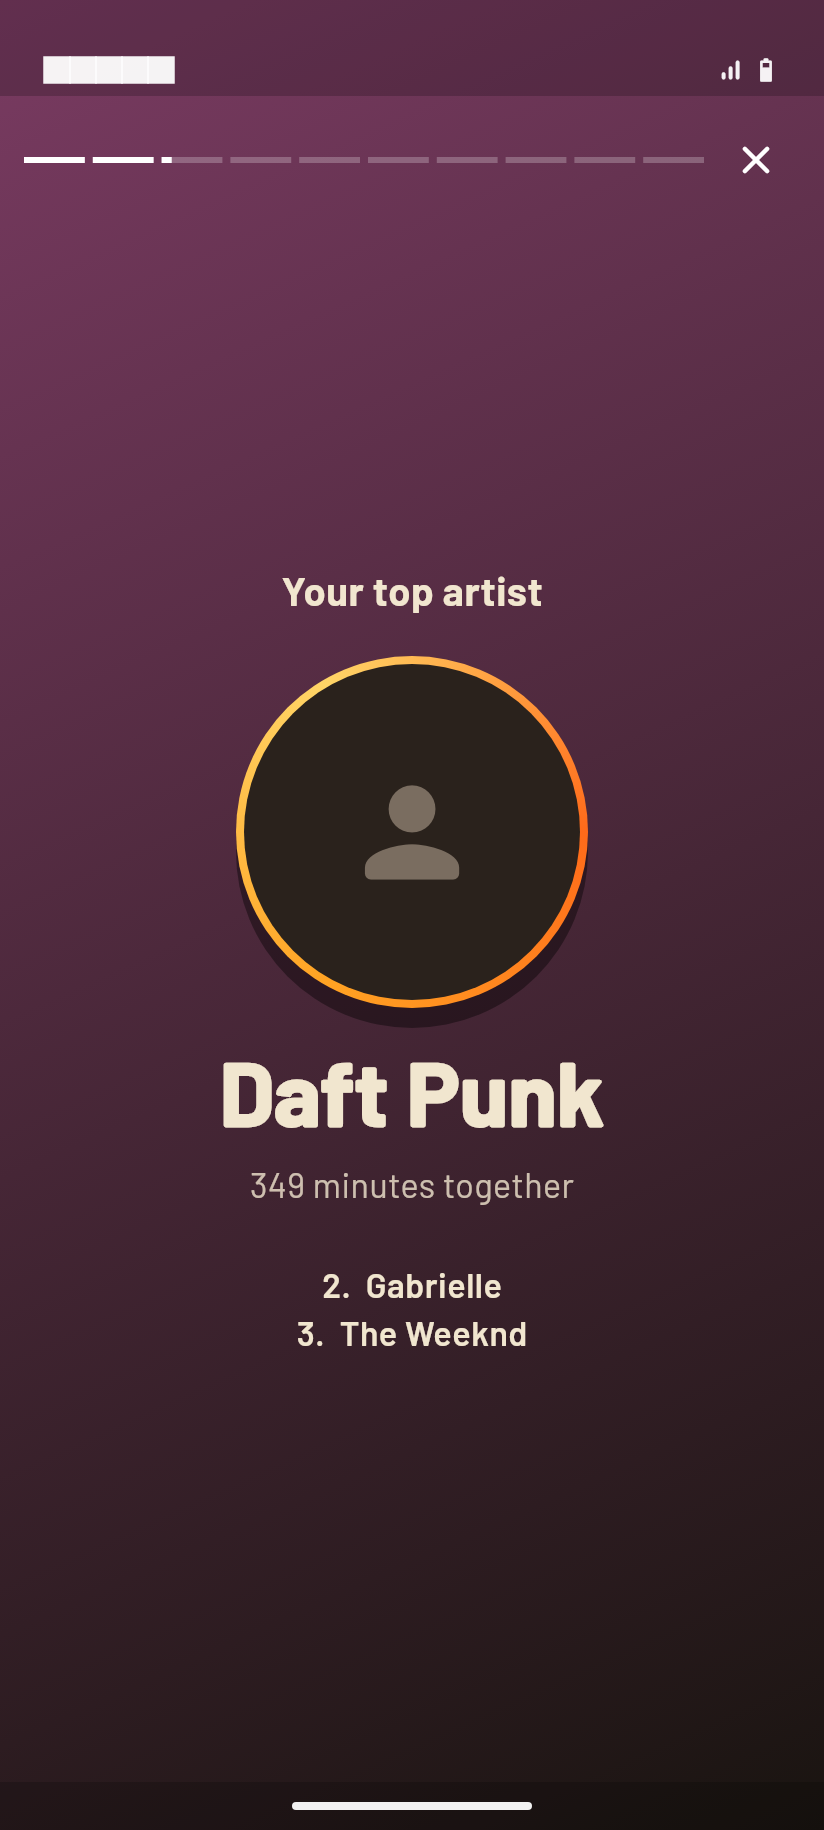 Your top artist
Daft Punk
349 minutes together
2. Gabrielle
3. The Weeknd